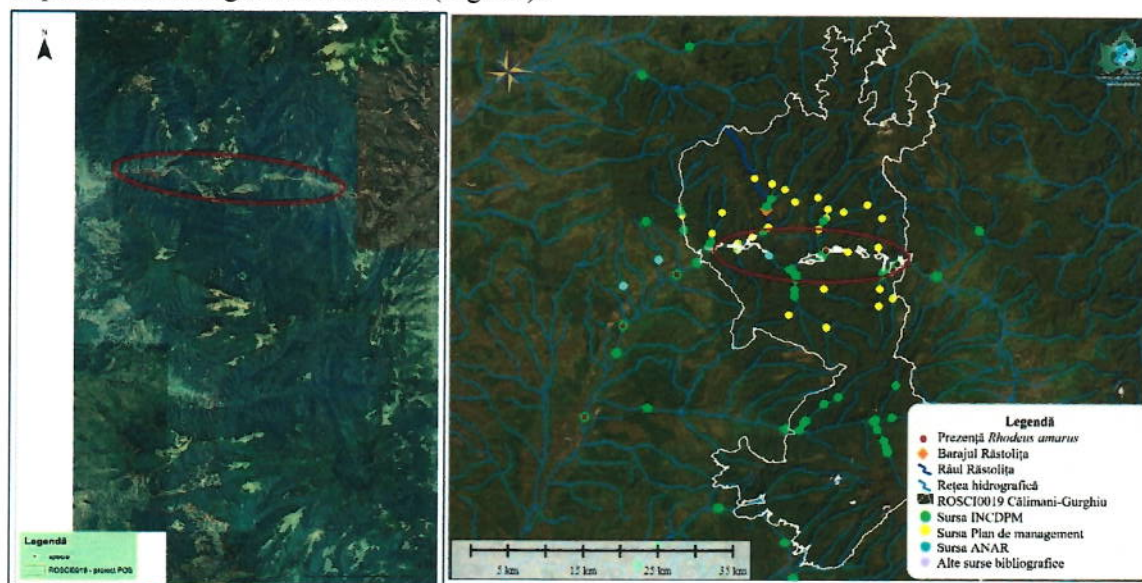 N
Legendă
specie
ROSCI0019 - proiect POS
Legendă
Prezență Rhodeus amarus
Barajul Răstolița
Râul Răstolița
Rețea hidrografică
ROSCI0019 Călimani-Gurghiu
Sursa INCDPM
Sursa Plan de management
Sursa ANAR
Alte surse bibliografice
5 km
15 km
25 km
35 km